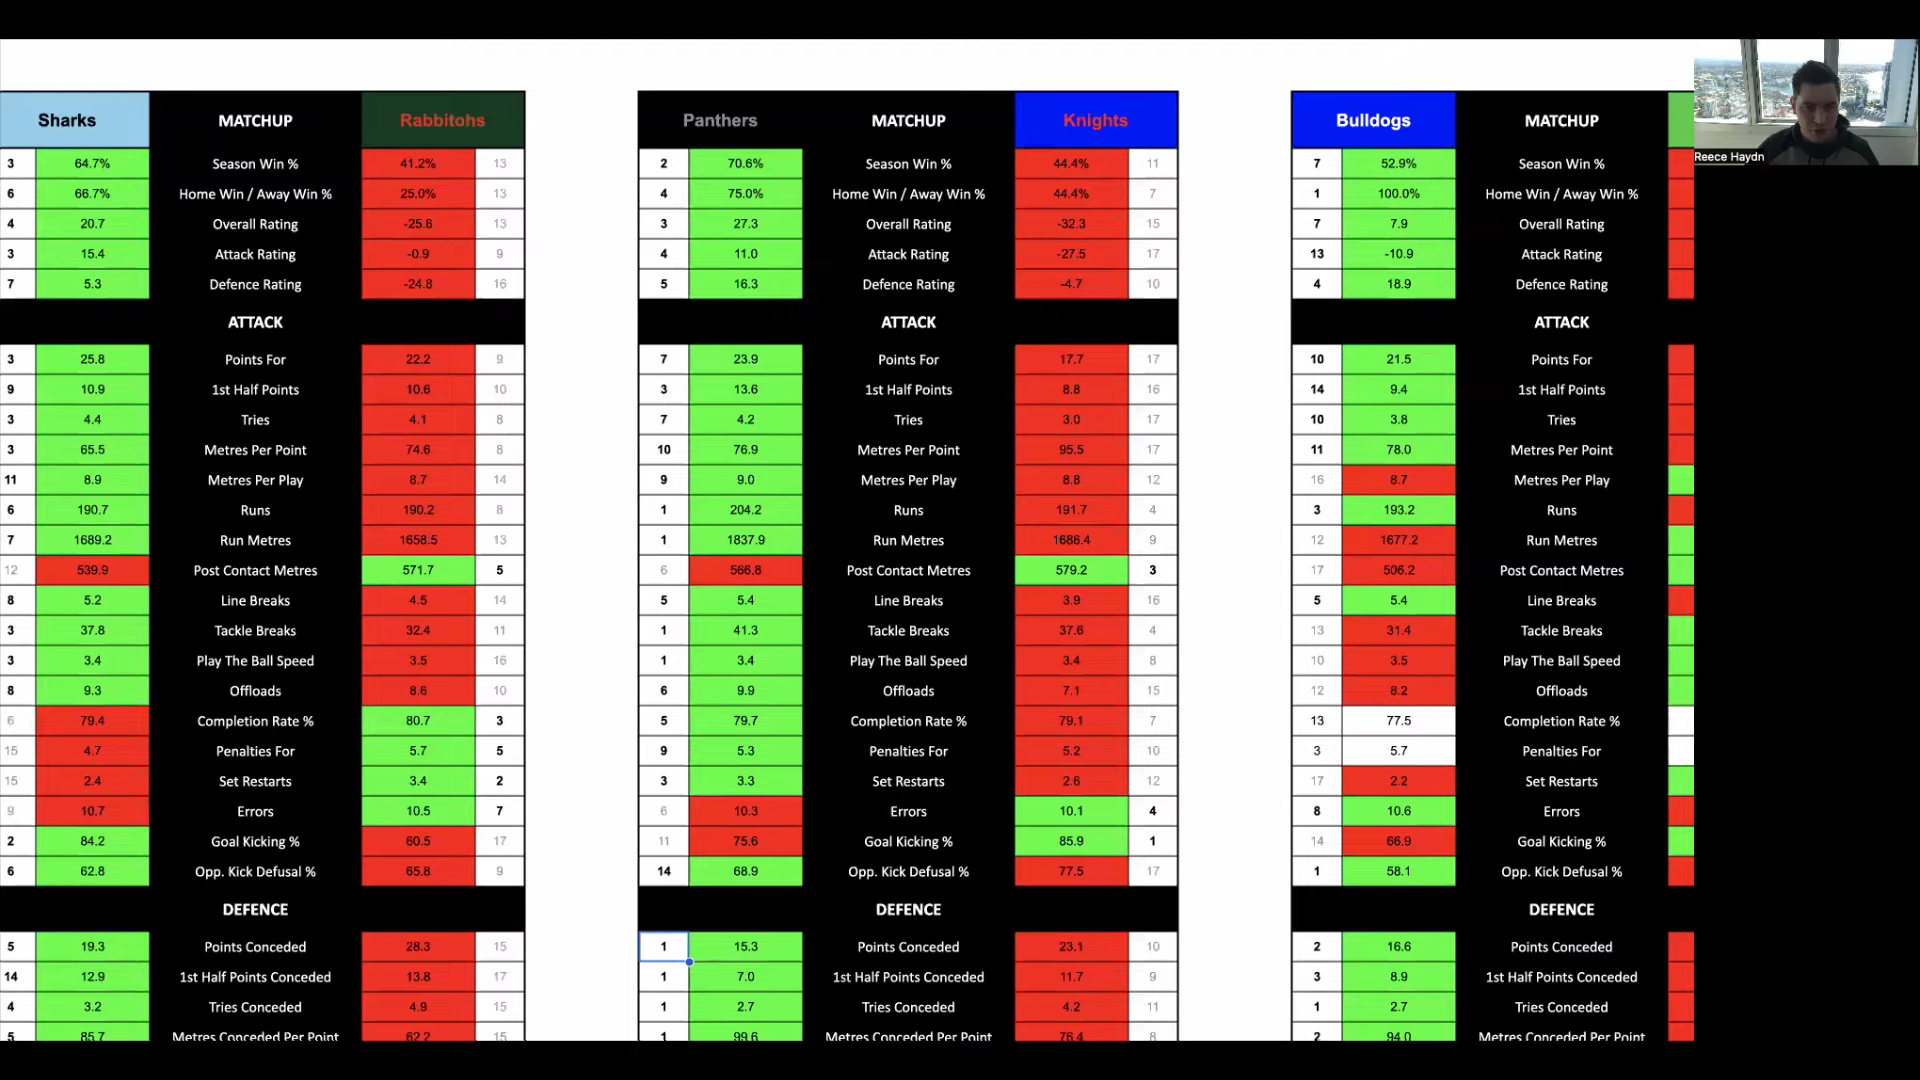 Sharks MATCHUP Rabbitohs
3 64.7% Season Win % 41.2% 13
6 66.7% Home Win / Away Win % 25.0% 13
4 20.7 Overall Rating -25.6 13
3 15.4 Attack Rating -0.9 9
7 5.3 Defence Rating -24.8 16
ATTACK
3 25.8 Points For 22.2 9
9 10.9 1st Half Points 10.6 10
3 4.4 Tries 4.1 8
3 65.5 Metres Per Point 74.6 8
11 8.9 Metres Per Play 8.7 14
6 190.7 Runs 190.2 8
7 1689.2 Run Metres 1658.5 13
12 539.9 Post Contact Metres 571.7 5
8 5.2 Line Breaks 4.5 14
3 37.8 Tackle Breaks 32.4 11
3 3.4 Play The Ball Speed 3.5 16
8 9.3 Offloads 8.6 10
6 79.4 Completion Rate % 80.7 3
15 4.7 Penalties For 5.7 5
15 2.4 Set Restarts 3.4 2
9 10.7 Errors 10.5 7
2 84.2 Goal Kicking % 60.5 17
6 62.8 Opp. Kick Defusal % 65.8 9
DEFENCE
5 19.3 Points Conceded 28.3 15
14 12.9 1st Half Points Conceded 13.8 17
4 3.2 Tries Conceded 4.9 15
5 85.7 Metres Conceded Per Point 62.2 15
Panthers MATCHUP Knights
2 70.6% Season Win % 44.4% 11
4 75.0% Home Win / Away Win % 44.4% 7
3 27.3 Overall Rating -32.3 15
4 11.0 Attack Rating -27.5 17
5 16.3 Defence Rating -4.7 10
ATTACK
7 23.9 Points For 17.7 17
3 13.6 1st Half Points 8.8 16
7 4.2 Tries 3.0 17
10 76.9 Metres Per Point 95.5 17
9 9.0 Metres Per Play 8.8 12
1 204.2 Runs 191.7 4
1 1837.9 Run Metres 1686.4 9
6 566.8 Post Contact Metres 579.2 3
5 5.4 Line Breaks 3.9 16
1 41.3 Tackle Breaks 37.6 4
1 3.4 Play The Ball Speed 3.4 8
6 9.9 Offloads 7.1 15
5 79.7 Completion Rate % 79.1 7
9 5.3 Penalties For 5.2 10
3 3.3 Set Restarts 2.6 12
6 10.3 Errors 10.1 4
11 75.6 Goal Kicking % 85.9 1
14 68.9 Opp. Kick Defusal % 77.5 17
DEFENCE
1 15.3 Points Conceded 23.1 10
1 7.0 1st Half Points Conceded 11.7 9
1 2.7 Tries Conceded 4.2 11
1 99.6 Metres Conceded Per Point 76.4 8
Bulldogs MATCHUP
7 52.9% Season Win %
1 100.0% Home Win / Away Win %
7 7.9 Overall Rating
13 -10.9 Attack Rating
4 18.9 Defence Rating
ATTACK
10 21.5 Points For
14 9.4 1st Half Points
10 3.8 Tries
11 78.0 Metres Per Point
16 8.7 Metres Per Play
3 193.2 Runs
12 1677.2 Run Metres
17 506.2 Post Contact Metres
5 5.4 Line Breaks
13 31.4 Tackle Breaks
10 3.5 Play The Ball Speed
12 8.2 Offloads
13 77.5 Completion Rate %
3 5.7 Penalties For
17 2.2 Set Restarts
8 10.6 Errors
14 66.9 Goal Kicking %
1 58.1 Opp. Kick Defusal %
DEFENCE
2 16.6 Points Conceded
3 8.9 1st Half Points Conceded
1 2.7 Tries Conceded
2 94.0 Metres Conceded Per Point
Reece Haydn